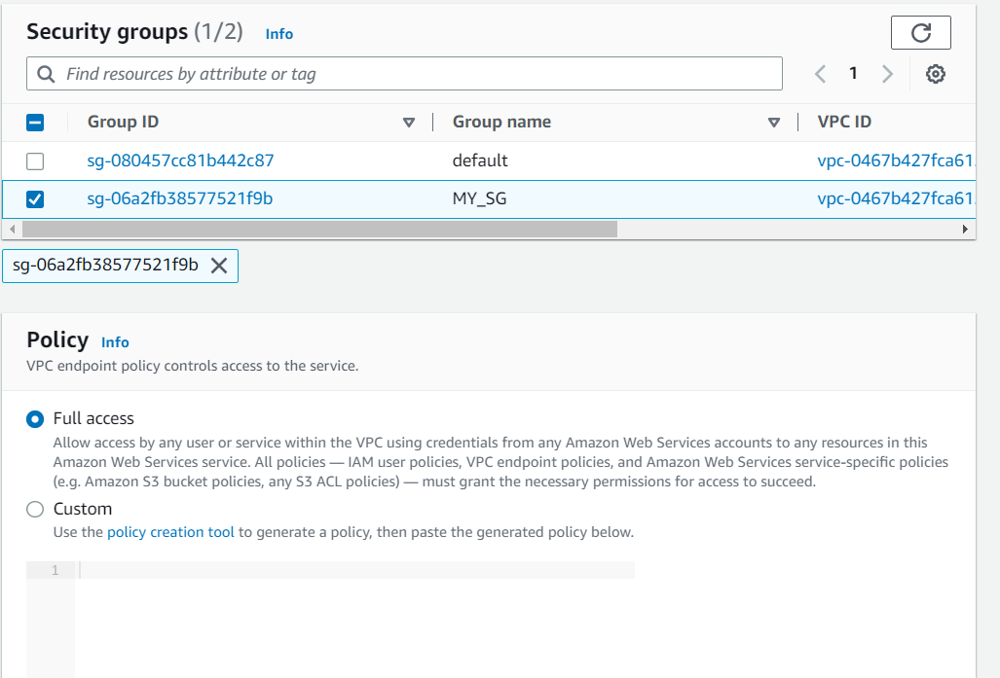 Security groups (1/2) Info
Find resources by attribute or tag
1
Group ID Group name VPC ID
sg-080457cc81b442c87 default vpc-0467b427fca61
sg-06a2fb38577521f9b MY_SG vpc-0467b427fca61
sg-06a2fb38577521f9b
Policy Info
VPC endpoint policy controls access to the service.
Full access
Allow access by any user or service within the VPC using credentials from any Amazon Web Services accounts to any resources in this
Amazon Web Services service. All policies — IAM user policies, VPC endpoint policies, and Amazon Web Services service-specific policies
(e.g. Amazon S3 bucket policies, any S3 ACL policies) — must grant the necessary permissions for access to succeed.
Custom
Use the policy creation tool to generate a policy, then paste the generated policy below.
1